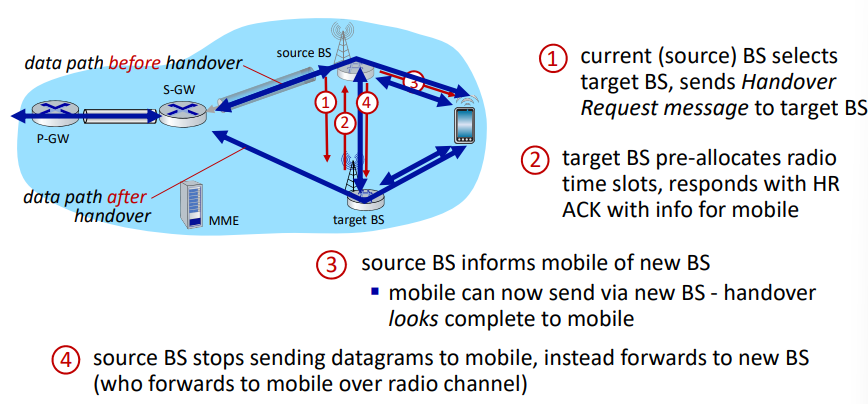 data path before handover
source BS
S-GW
P-GW
1
2
3
4
data path after
handover
MME
target BS
1 current (source) BS selects
target BS, sends Handover
Request message to target BS
2 target BS pre-allocates radio
time slots, responds with HR
ACK with info for mobile
3 source BS informs mobile of new BS
▪ mobile can now send via new BS - handover
looks complete to mobile
4 source BS stops sending datagrams to mobile, instead forwards to new BS
(who forwards to mobile over radio channel)